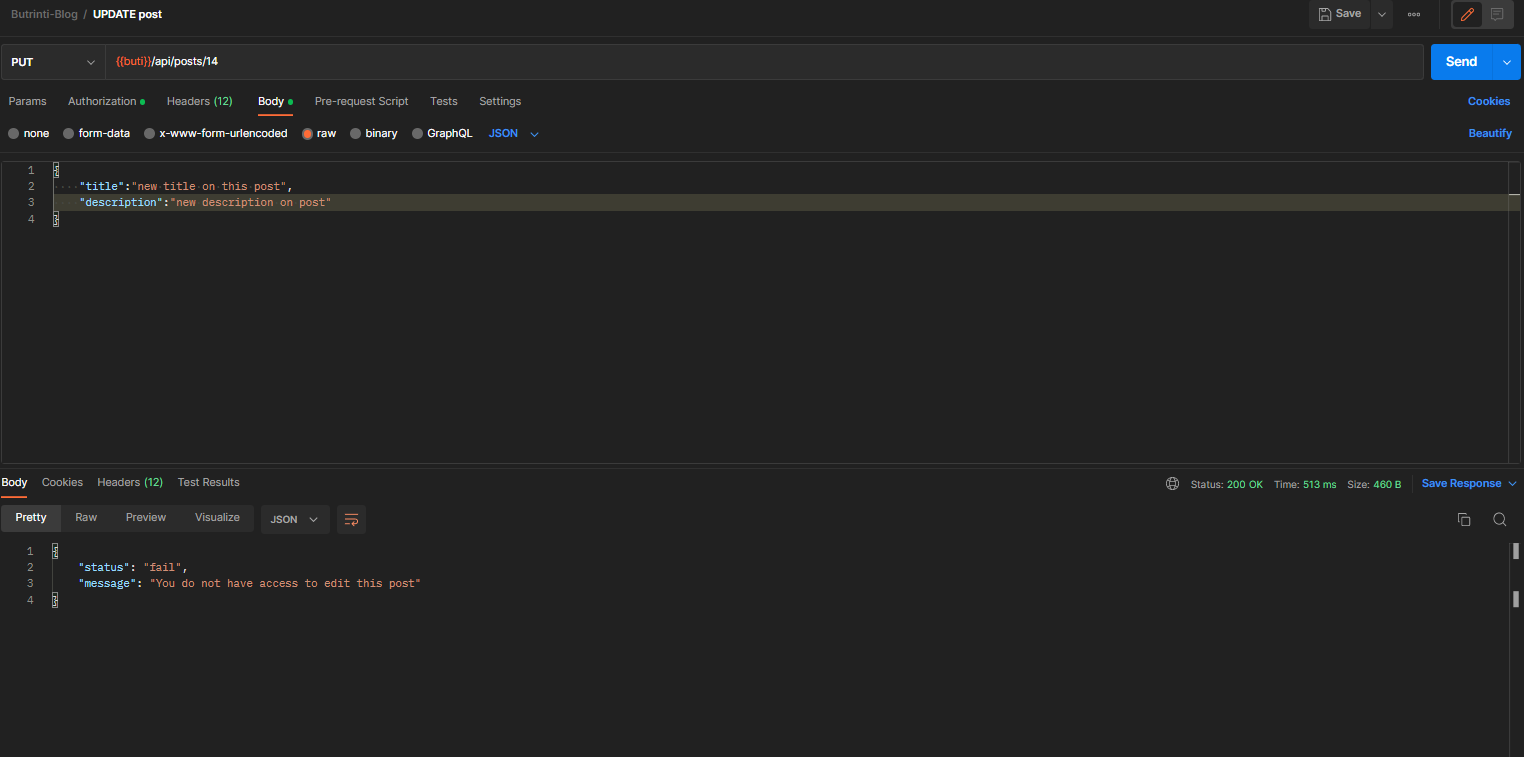 Butrinti-Blog / UPDATE post
Save
PUT {{buti}}/api/posts/14 Send
Params Authorization Headers (12) Body Pre-request Script Tests Settings Cookies
none form-data x-www-form-urlencoded raw binary GraphQL JSON Beautify
1 {
2 "title":"new title on this post",
3 "description":"new description on post"
4 }
Body Cookies Headers (12) Test Results Status: 200 OK Time: 513 ms Size: 460 B Save Response
Pretty Raw Preview Visualize JSON
1 {
2 "status": "fail",
3 "message": "You do not have access to edit this post"
4 }